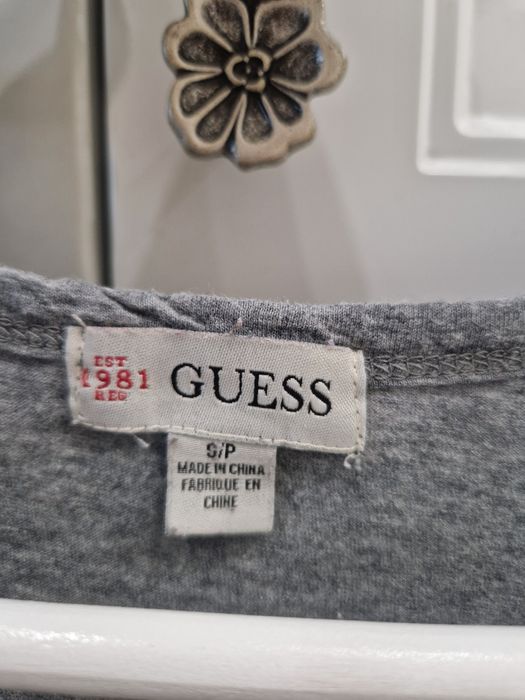 EST
1981
REG
GUESS
S/P
MADE IN CHINA
FABRIQUE EN
CHINE